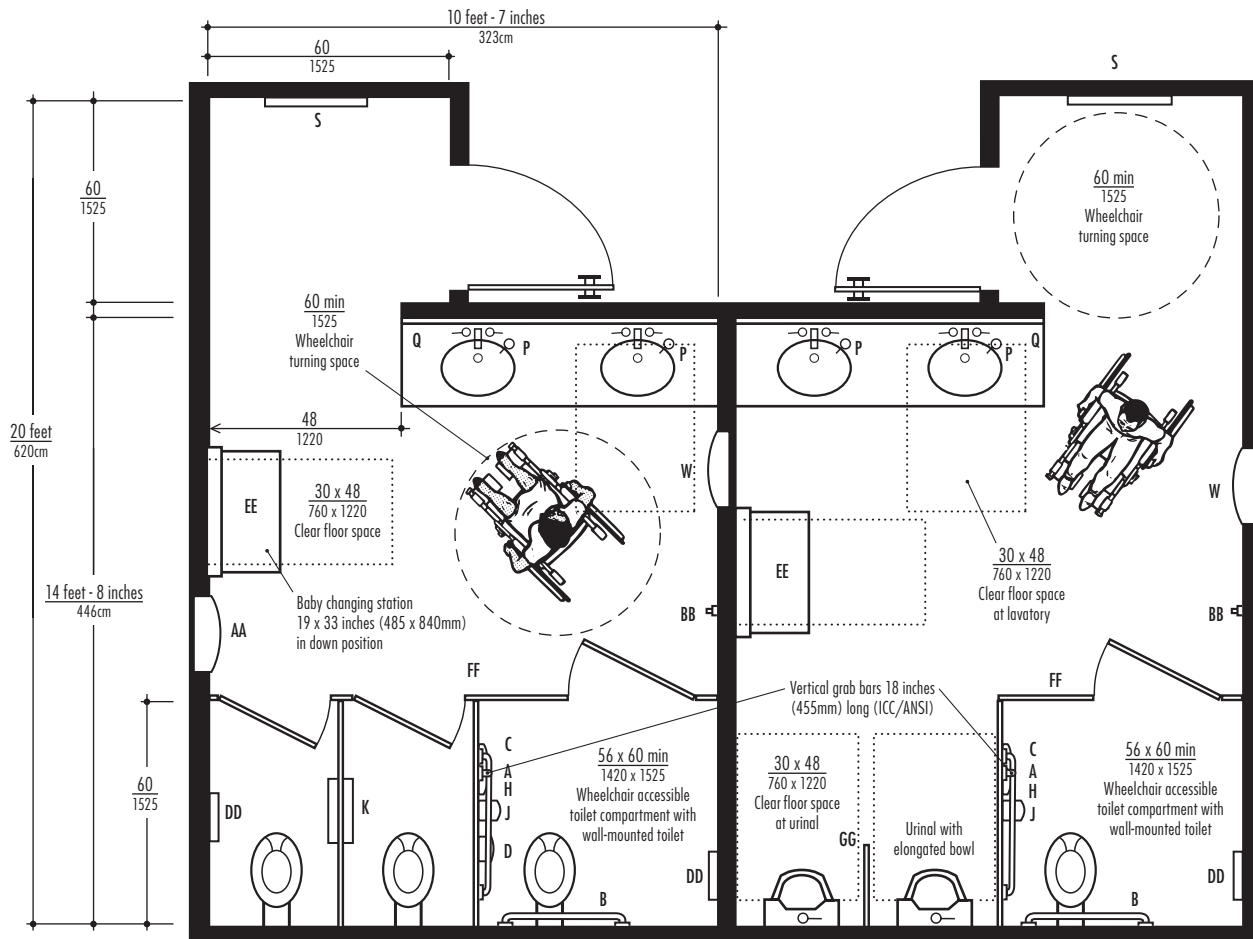 10 feet - 7 inches
323cm
60
1525
S
S
60
1525
60 min
1525
Wheelchair
turning space
60 min
1525
Wheelchair
turning space
Q
P
P
P
P
Q
48
1220
20 feet
620cm
W
W
EE
30 x 48
760 x 1220
Clear floor space
30 x 48
760 x 1220
Clear floor space
at lavatory
EE
14 feet - 8 inches
446cm
Baby changing station
19 x 33 inches (485 x 840mm)
in down position
AA
BB
BB
FF
FF
Vertical grab bars 18 inches
(455mm) long (ICC/ANSI)
60
1525
DD
K
C
A
H
J
D
56 x 60 min
1420 x 1525
Wheelchair accessible
toilet compartment with
wall-mounted toilet
DD
B
30 x 48
760 x 1220
Clear floor space
at urinal
GG
Urinal with
elongated bowl
C
A
H
J
56 x 60 min
1420 x 1525
Wheelchair accessible
toilet compartment with
wall-mounted toilet
DD
B